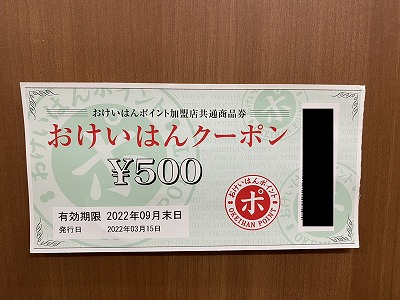 おけいはんポイント加盟店共通商品券
おけいはんクーポン
¥500
有効期限 2022年09月末日
発行日 2022年03月15日
おけいはんポイント
ポ
OKEIHAN POINT